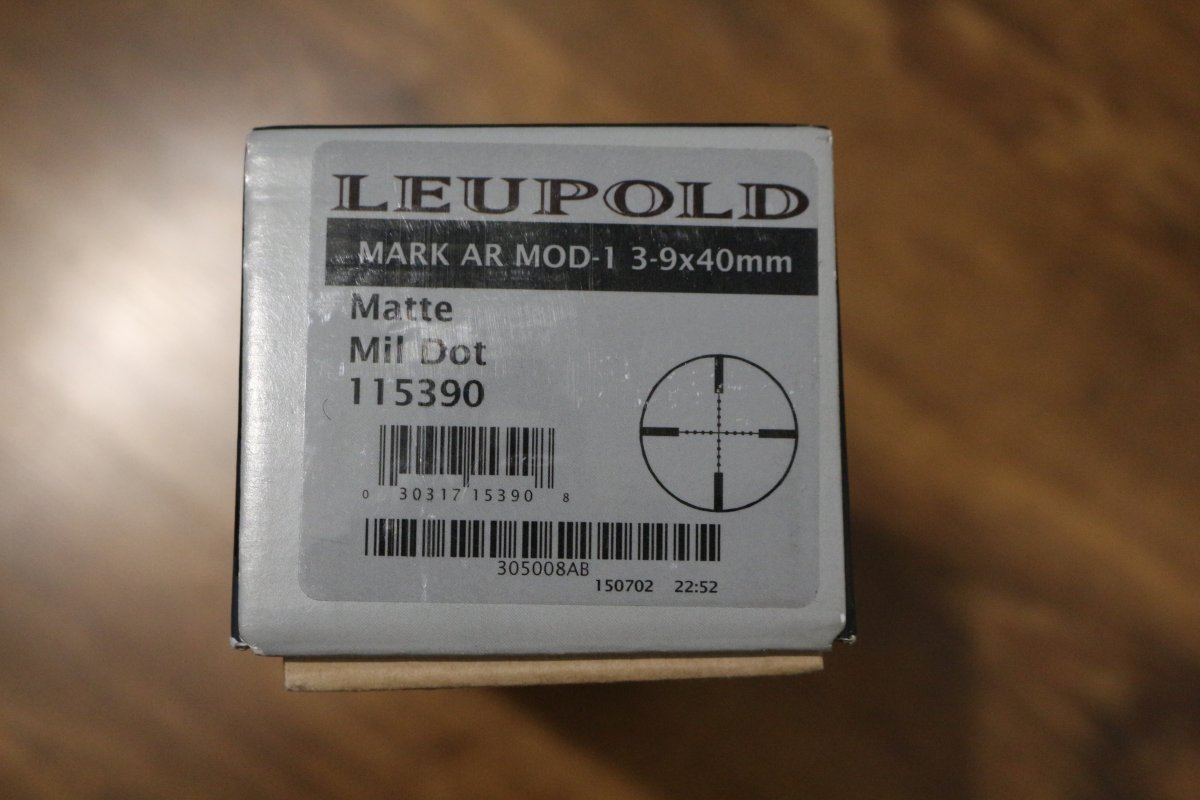 LEUPOLD
MARK AR MOD-1 3-9x40mm
Matte
Mil Dot
115390
0 30317 15390 8
305008AB
150702 22:52